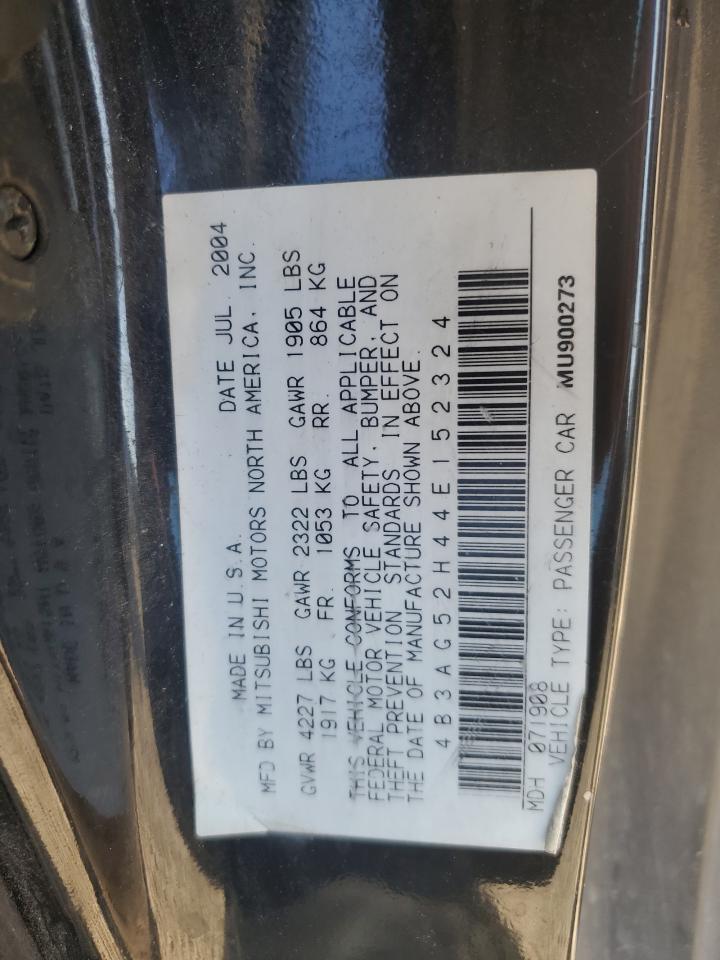 MADE IN U.S.A. DATE JUL. 2004
MFD BY MITSUBISHI MOTORS NORTH AMERICA, INC.
GVWR 4227 LBS GAWR 2322 LBS GAWR 1905 LBS
1917 KG FR. 1053 KG RR. 864 KG
THIS VEHICLE CONFORMS TO ALL APPLICABLE
FEDERAL MOTOR VEHICLE SAFETY, BUMPER, AND
THEFT PREVENTION STANDARDS IN EFFECT ON
THE DATE OF MANUFACTURE SHOWN ABOVE.
4B3AG52H44E152324
MDH 071908
VEHICLE TYPE: PASSENGER CAR MU900273